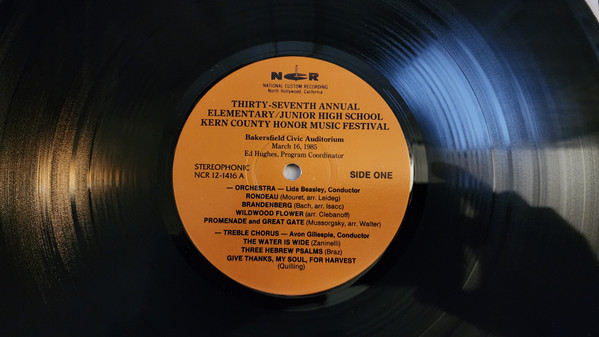 NCR
NATIONAL CUSTOM RECORDING
North Hollywood, California
THIRTY-SEVENTH ANNUAL
ELEMENTARY/JUNIOR HIGH SCHOOL
KERN COUNTY HONOR MUSIC FESTIVAL
Bakersfield Civic Auditorium
March 16, 1985
Ed Hughes, Program Coordinator
STEREOPHONIC
NCR 12-1416 A
SIDE ONE
— ORCHESTRA — Lida Beasley, Conductor
RONDEAU (Mouret, arr. Leideg)
BRANDENBERG (Bach, arr, Isacc)
WILDWOOD FLOWER (arr. Clebanoff)
PROMENADE and GREAT GATE (Mussorgsky, arr. Walter)
— TREBLE CHORUS — Avon Gillespie, Conductor
THE WATER IS WIDE (Zaninelli)
THREE HEBREW PSALMS (Braz)
GIVE THANKS, MY SOUL, FOR HARVEST
(Quilling)